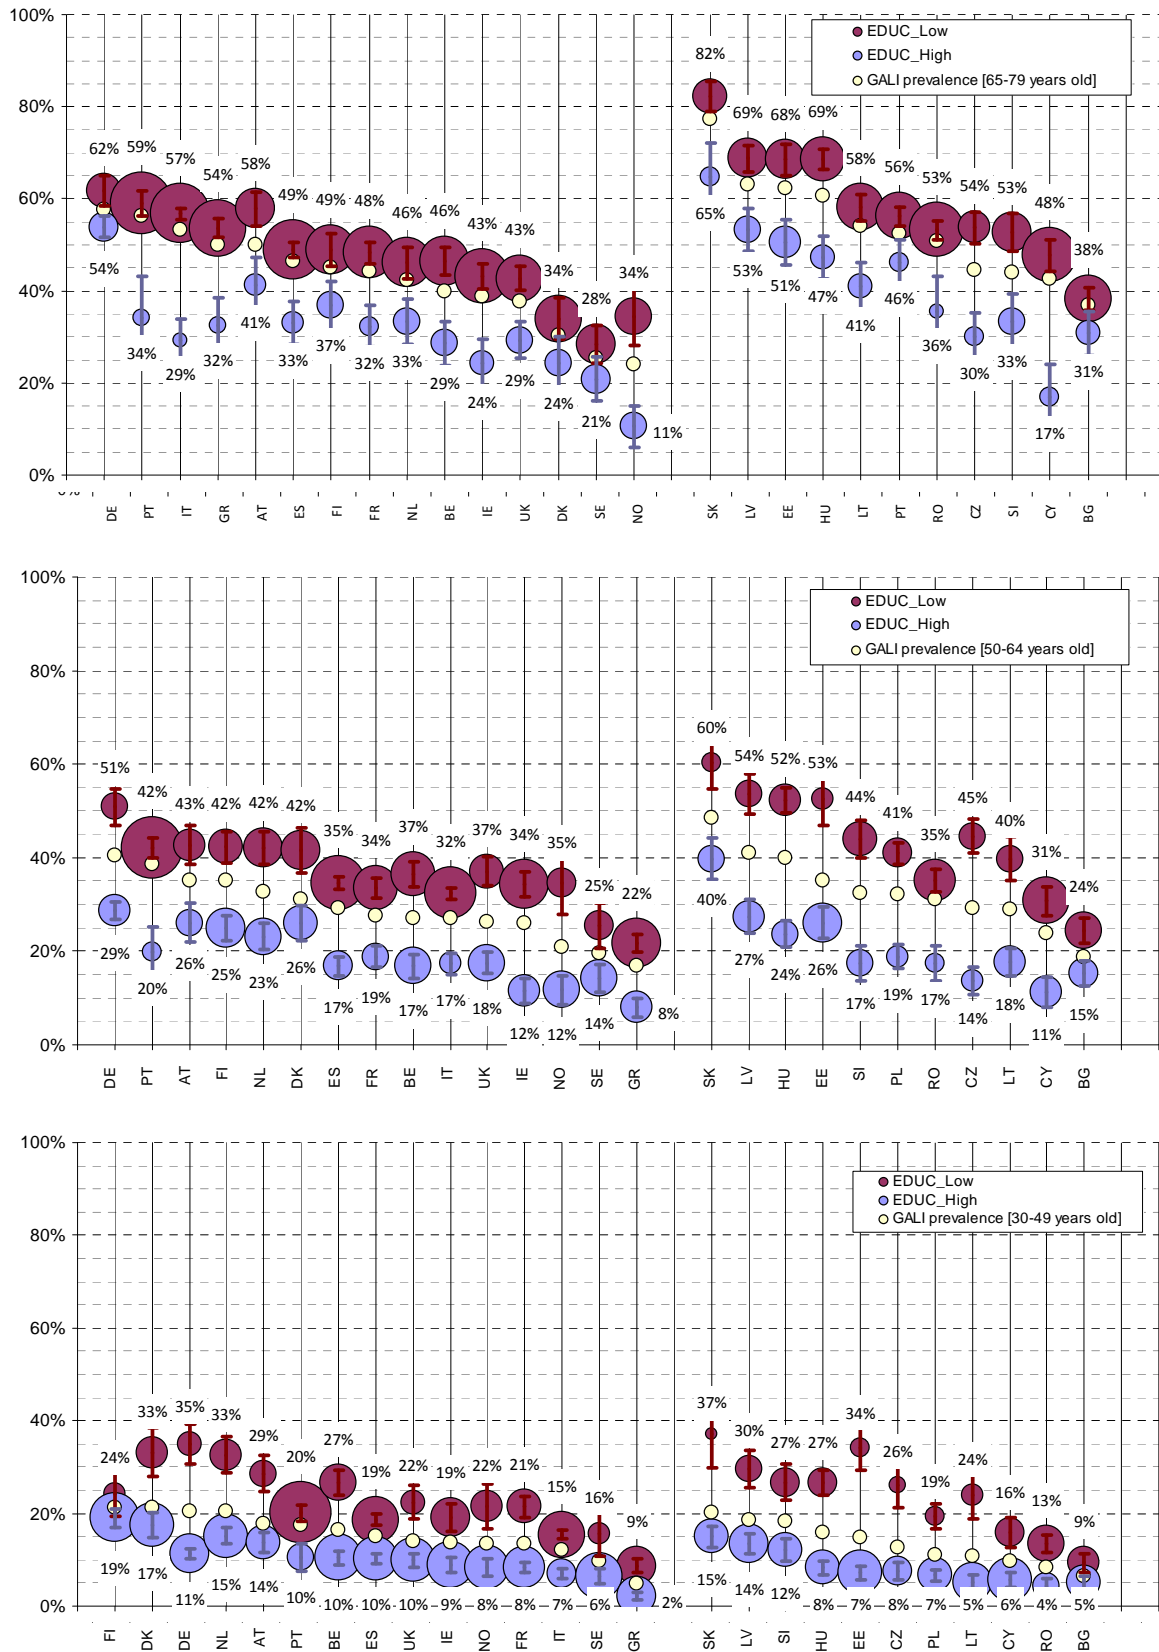 100%
EDUC_Low
EDUC_High
GALI prevalence [65-79 years old]
82%
80%
69% 68% 69%
62% 59% 57% 54% 58% 58% 56% 53% 54% 53%
60%
49% 49% 48% 46% 46% 43% 43% 48%
65%
38%
54% 34% 34% 53% 51% 47% 46%
40%
28%
41% 41%
34% 32% 37% 36%
29% 33% 32% 33% 29% 29% 30% 33% 31%
24% 24%
20%
21% 11% 17%
0%
DE PT IT GR AT ES FI FR NL BE IE UK DK SE NO SK LV EE HU LT PT RO CZ SI CY BG
100%
EDUC_Low
EDUC_High
GALI prevalence [50-64 years old]
80%
60%
60%
51% 54% 52% 53%
42% 43% 42% 42% 42% 44% 41% 45% 40%
40%
35% 34% 37% 32% 37% 34% 35% 35% 31%
25% 22% 40% 24%
29% 26% 25% 23% 26% 27% 24% 26%
20%
20% 17% 19% 17% 17% 18% 12% 12% 14% 8% 17% 19% 17% 14% 18% 11% 15%
0%
DE PT AT FI NL DK ES FR BE IT UK IE NO SE GR SK LV HU EE SI PL RO CZ LT CY BG
100%
EDUC_Low
EDUC_High
GALI prevalence [30-49 years old]
80%
60%
40%
33% 35% 33% 37% 34%
24% 29% 27% 30% 27% 27% 26% 24%
20% 19% 22% 19% 22% 21% 15% 16% 9% 19% 16% 13% 9%
20%
19% 17% 11% 15% 14% 10% 10% 10% 10% 9% 8% 8% 7% 6% 2% 15% 14% 12% 8% 7% 8% 7% 5% 6% 4% 5%
0%
FI DK DE NL AT PT BE ES UK IE NO FR IT SE GR SK LV SI HU EE CZ PL LT CY RO BG